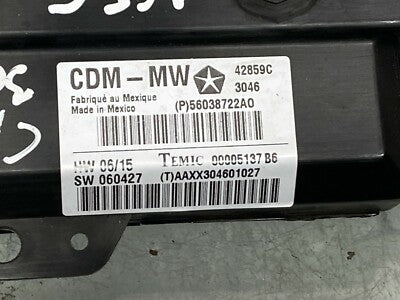 CDM-MW 42859C
3046
Fabriqué au Mexique
Made in Mexico
(P)56038722AO
HW 06/15 TEMIC 00005137 B6
SW 060427 (T)AAXX304601027